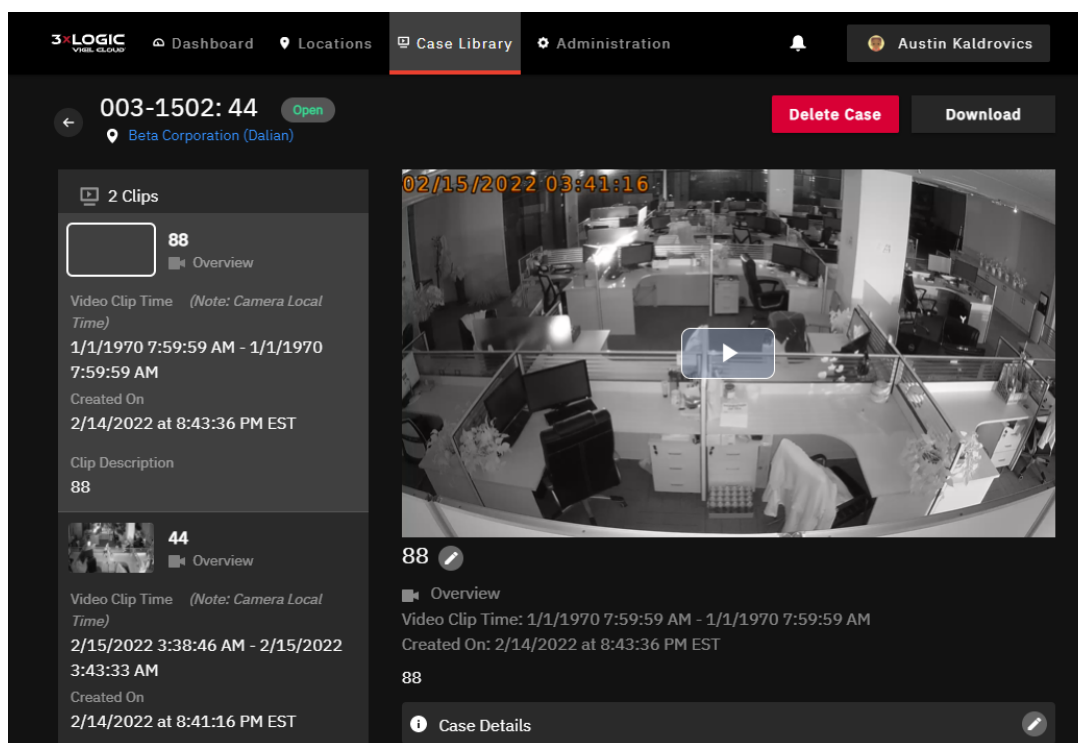 3xLOGIC
VIGIL CLOUD
Dashboard
Locations
Case Library
Administration
Austin Kaldrovics
003-1502: 44
Open
Beta Corporation (Dalian)
Delete Case
Download
2 Clips
88
Overview
Video Clip Time (Note: Camera Local
Time)
1/1/1970 7:59:59 AM - 1/1/1970
7:59:59 AM
Created On
2/14/2022 at 8:43:36 PM EST
Clip Description
88
44
Overview
Video Clip Time (Note: Camera Local
Time)
2/15/2022 3:38:46 AM - 2/15/2022
3:43:33 AM
Created On
2/14/2022 at 8:41:16 PM EST
02/15/2022 03:41:16
88
Overview
Video Clip Time: 1/1/1970 7:59:59 AM - 1/1/1970 7:59:59 AM
Created On: 2/14/2022 at 8:43:36 PM EST
88
Case Details